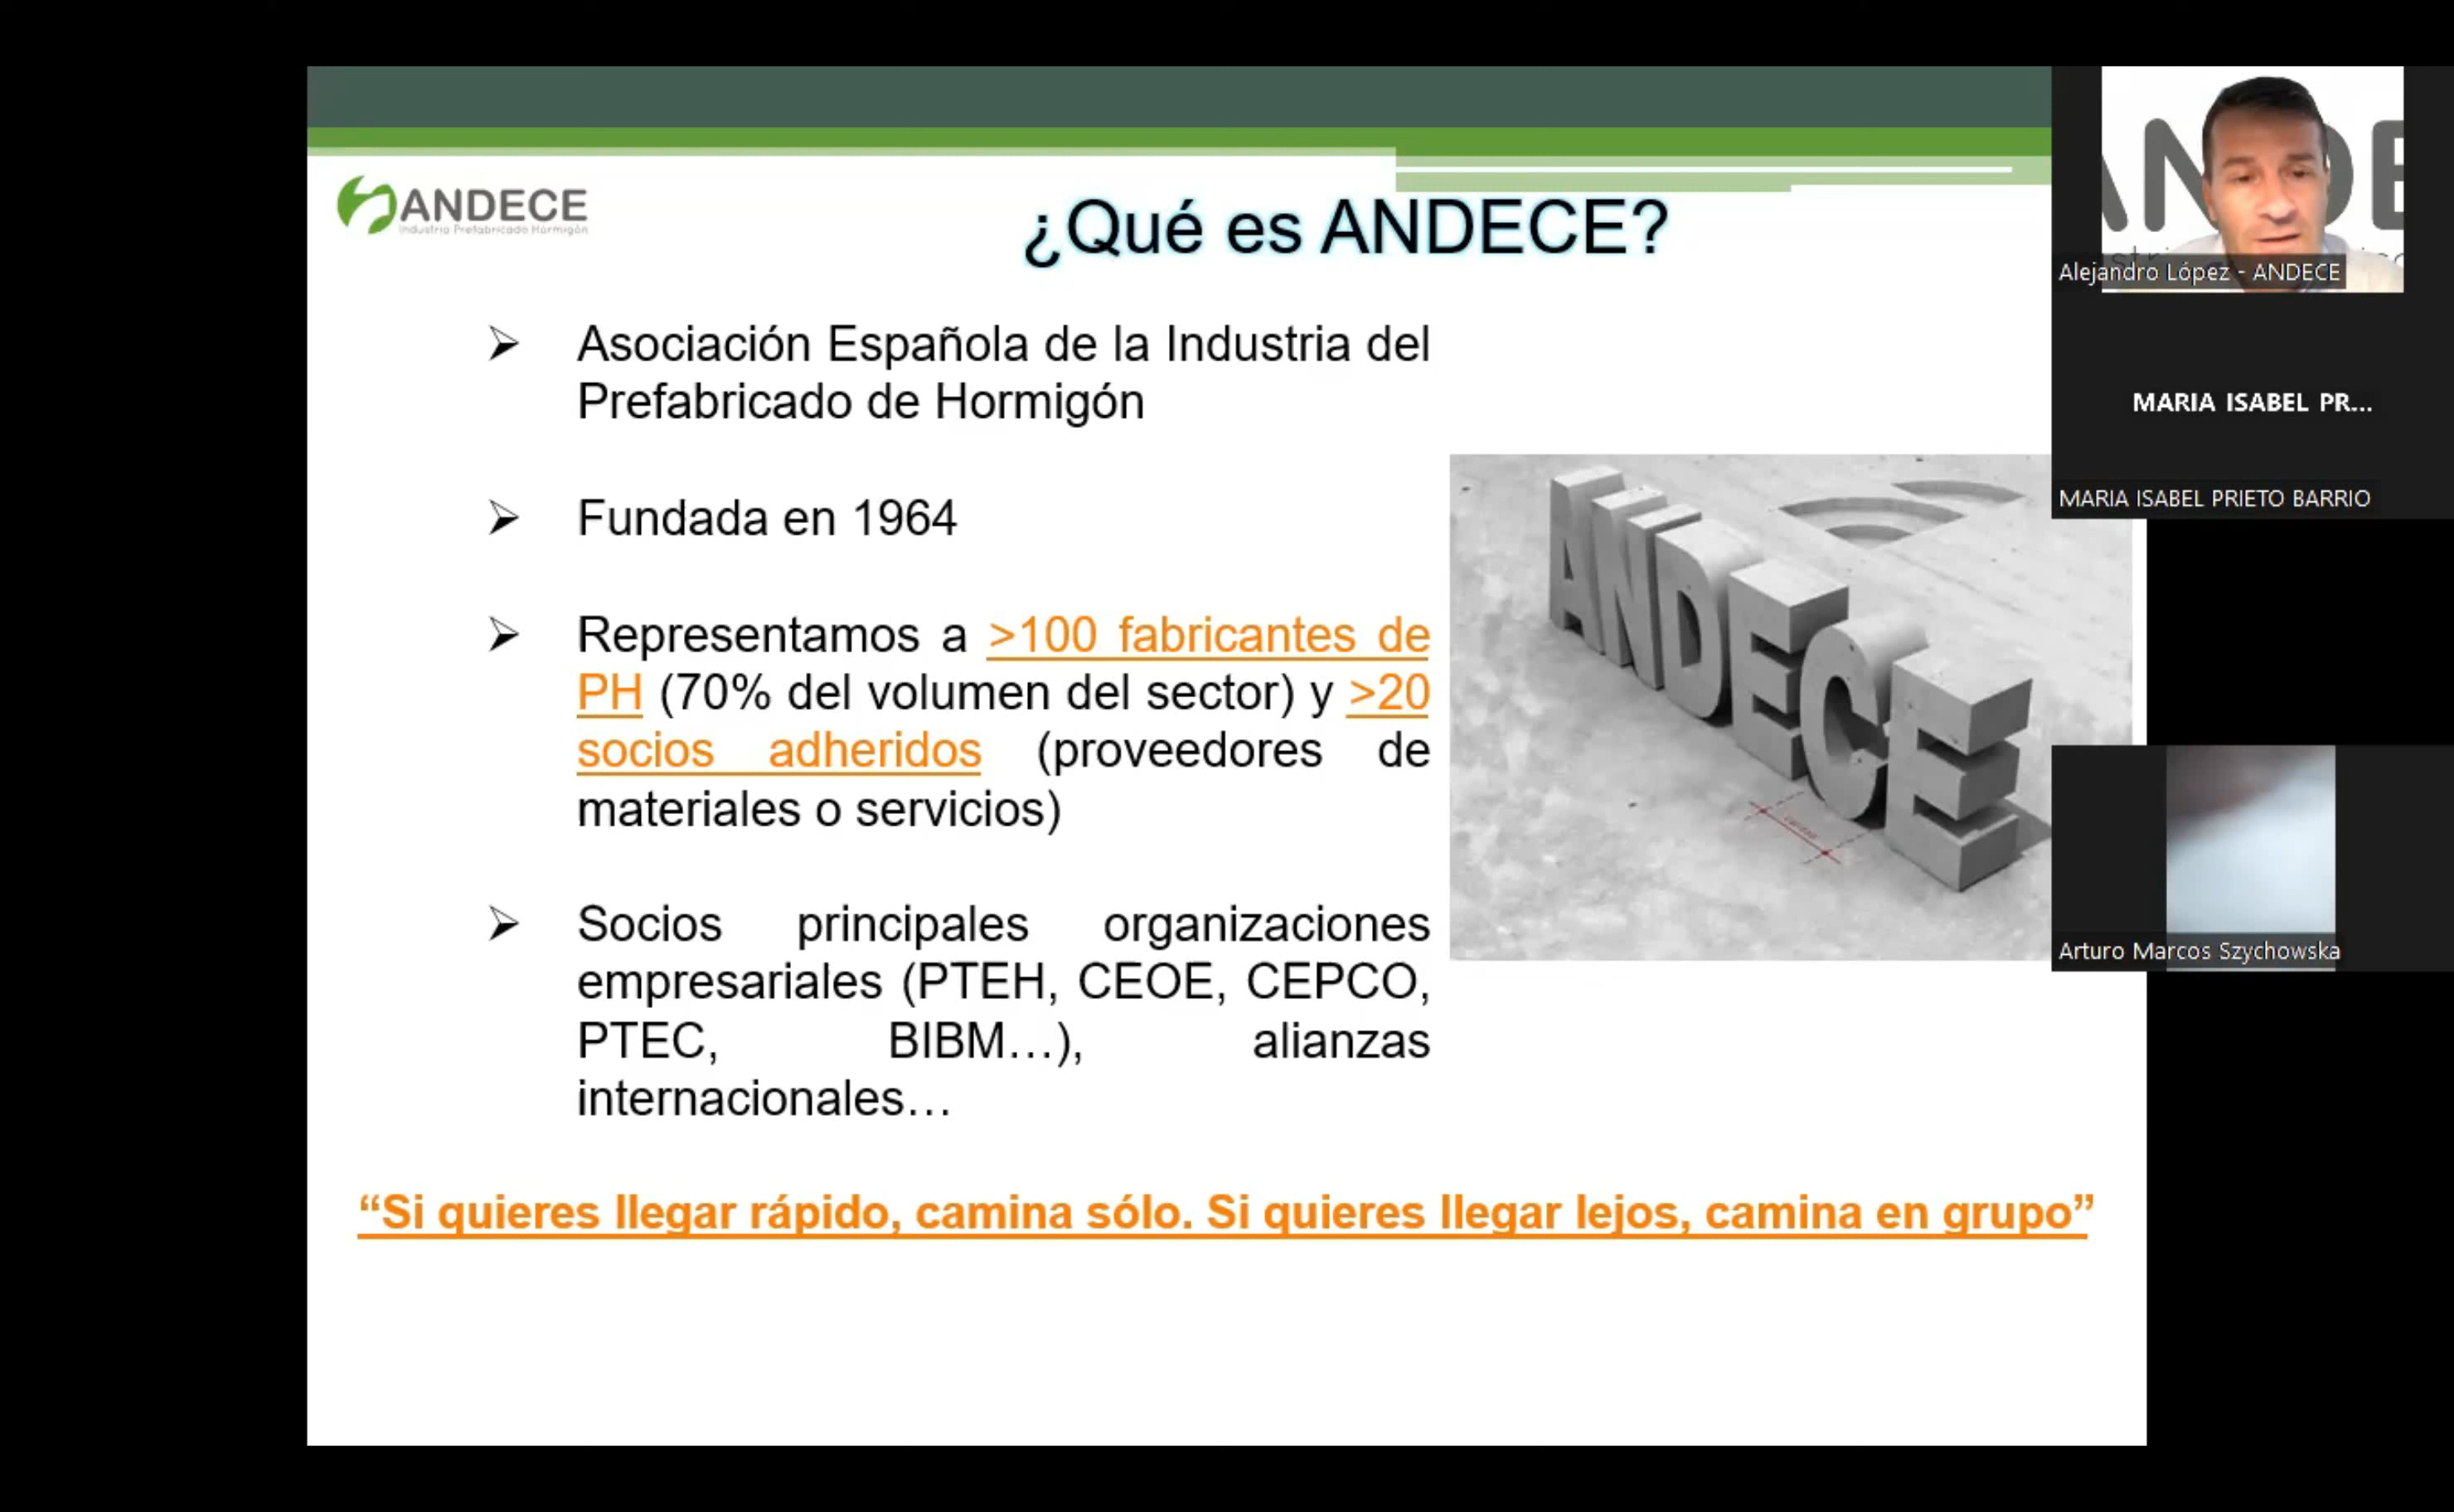 ANDECE
Industria Prefabricado Hormigón
¿Qué es ANDECE?
Asociación Española de la Industria del
Prefabricado de Hormigón
Fundada en 1964
Representamos a >100 fabricantes de
PH (70% del volumen del sector) y >20
socios adheridos (proveedores de
materiales o servicios)
Socios principales organizaciones
empresariales (PTEH, CEOE, CEPCO,
PTEC, BIBM…), alianzas
internacionales…
“Si quieres llegar rápido, camina sólo. Si quieres llegar lejos, camina en grupo”
ANDECE
Alejandro López - ANDECE
MARIA ISABEL PR...
MARIA ISABEL PRIETO BARRIO
Arturo Marcos Szychowska